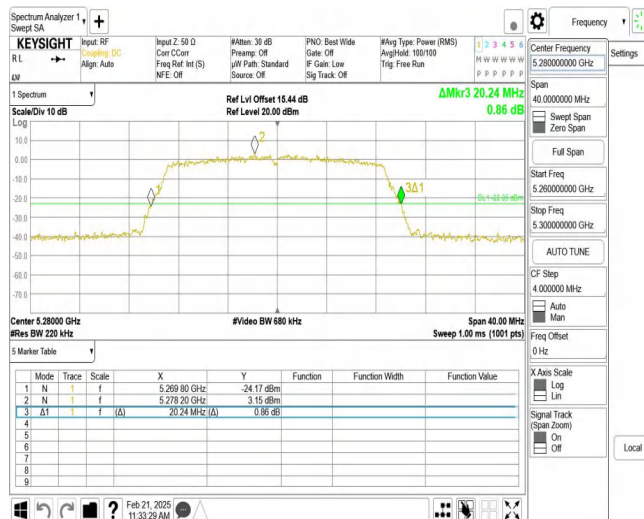 Spectrum Analyzer 1
Swept SA
+
Frequency
KEYSIGHT
RL
Input: RF
Coupling: DC
Align: Auto
Input Z: 50 Ω
Corr CCorr
Freq Ref: Int (S)
NFE: Off
#Atten: 30 dB
Preamp: Off
µW Path: Standard
Source: Off
PNO: Best Wide
Gate: Off
IF Gain: Low
Sig Track: Off
#Avg Type: Power (RMS)
Avg|Hold: 100/100
Trig: Free Run
1 2 3 4 5 6
M W W W W W
P P P P P P
1 Spectrum
Scale/Div 10 dB
Log
Ref Lvl Offset 15.44 dB
Ref Level 20.00 dBm
ΔMkr3 20.24 MHz
0.86 dB
10.0
0.00
-10.0
-20.0
-30.0
-40.0
-50.0
-60.0
-70.0
1
2
3Δ1
Center 5.28000 GHz
#Res BW 220 kHz
#Video BW 680 kHz
Span 40.00 MHz
Sweep 1.00 ms (1001 pts)
5 Marker Table
Mode Trace Scale X Y Function Function Width Function Value
1 N 1 f 5.269 80 GHz -24.17 dBm
2 N 1 f 5.278 20 GHz 3.15 dBm
3 Δ1 1 f (Δ) 20.24 MHz (Δ) 0.86 dB
4
5
6
7
8
9
Feb 21, 2025
11:33:29 AM
Center Frequency
5.280000000 GHz
Span
40.0000000 MHz
Swept Span
Zero Span
Full Span
Start Freq
5.260000000 GHz
Stop Freq
5.300000000 GHz
AUTO TUNE
CF Step
4.000000 MHz
Auto
Man
Freq Offset
0 Hz
X Axis Scale
Log
Lin
Signal Track
(Span Zoom)
On
Off
Settings
Local